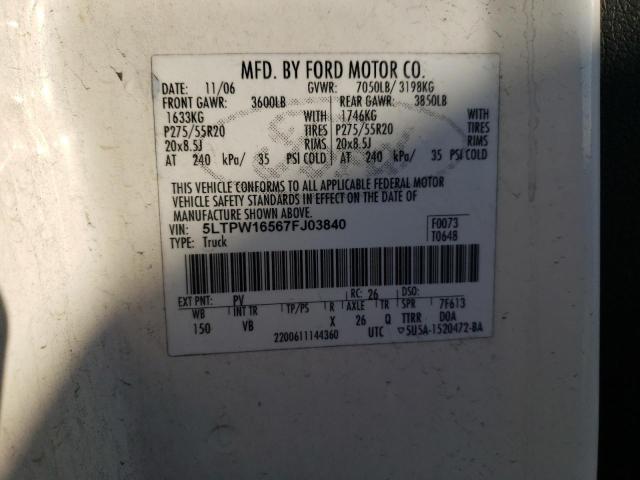 MFD. BY FORD MOTOR CO.
DATE: 11/06 GVWR: 7050LB/ 3198KG
FRONT GAWR: 3600LB REAR GAWR: 3850LB
1633KG WITH 1746KG WITH
P275/55R20 TIRES P275/55R20 TIRES
20x8.5J RIMS 20x8.5J RIMS
AT 240 kPa/ 35 PSI COLD AT 240 kPa/ 35 PSI COLD
THIS VEHICLE CONFORMS TO ALL APPLICABLE FEDERAL MOTOR
VEHICLE SAFETY STANDARDS IN EFFECT ON THE DATE OF
MANUFACTURE SHOWN ABOVE.
VIN: 5LTPW16567FJ03840 F0073
TYPE: Truck T0648
EXT PNT: PV RC: 26 DSO:
WB INT TR TP/PS R AXLE TR SPR 7F613
150 VB X 26 Q TTRR DOA
2200611144360 UTC 5U5A-1520472-BA